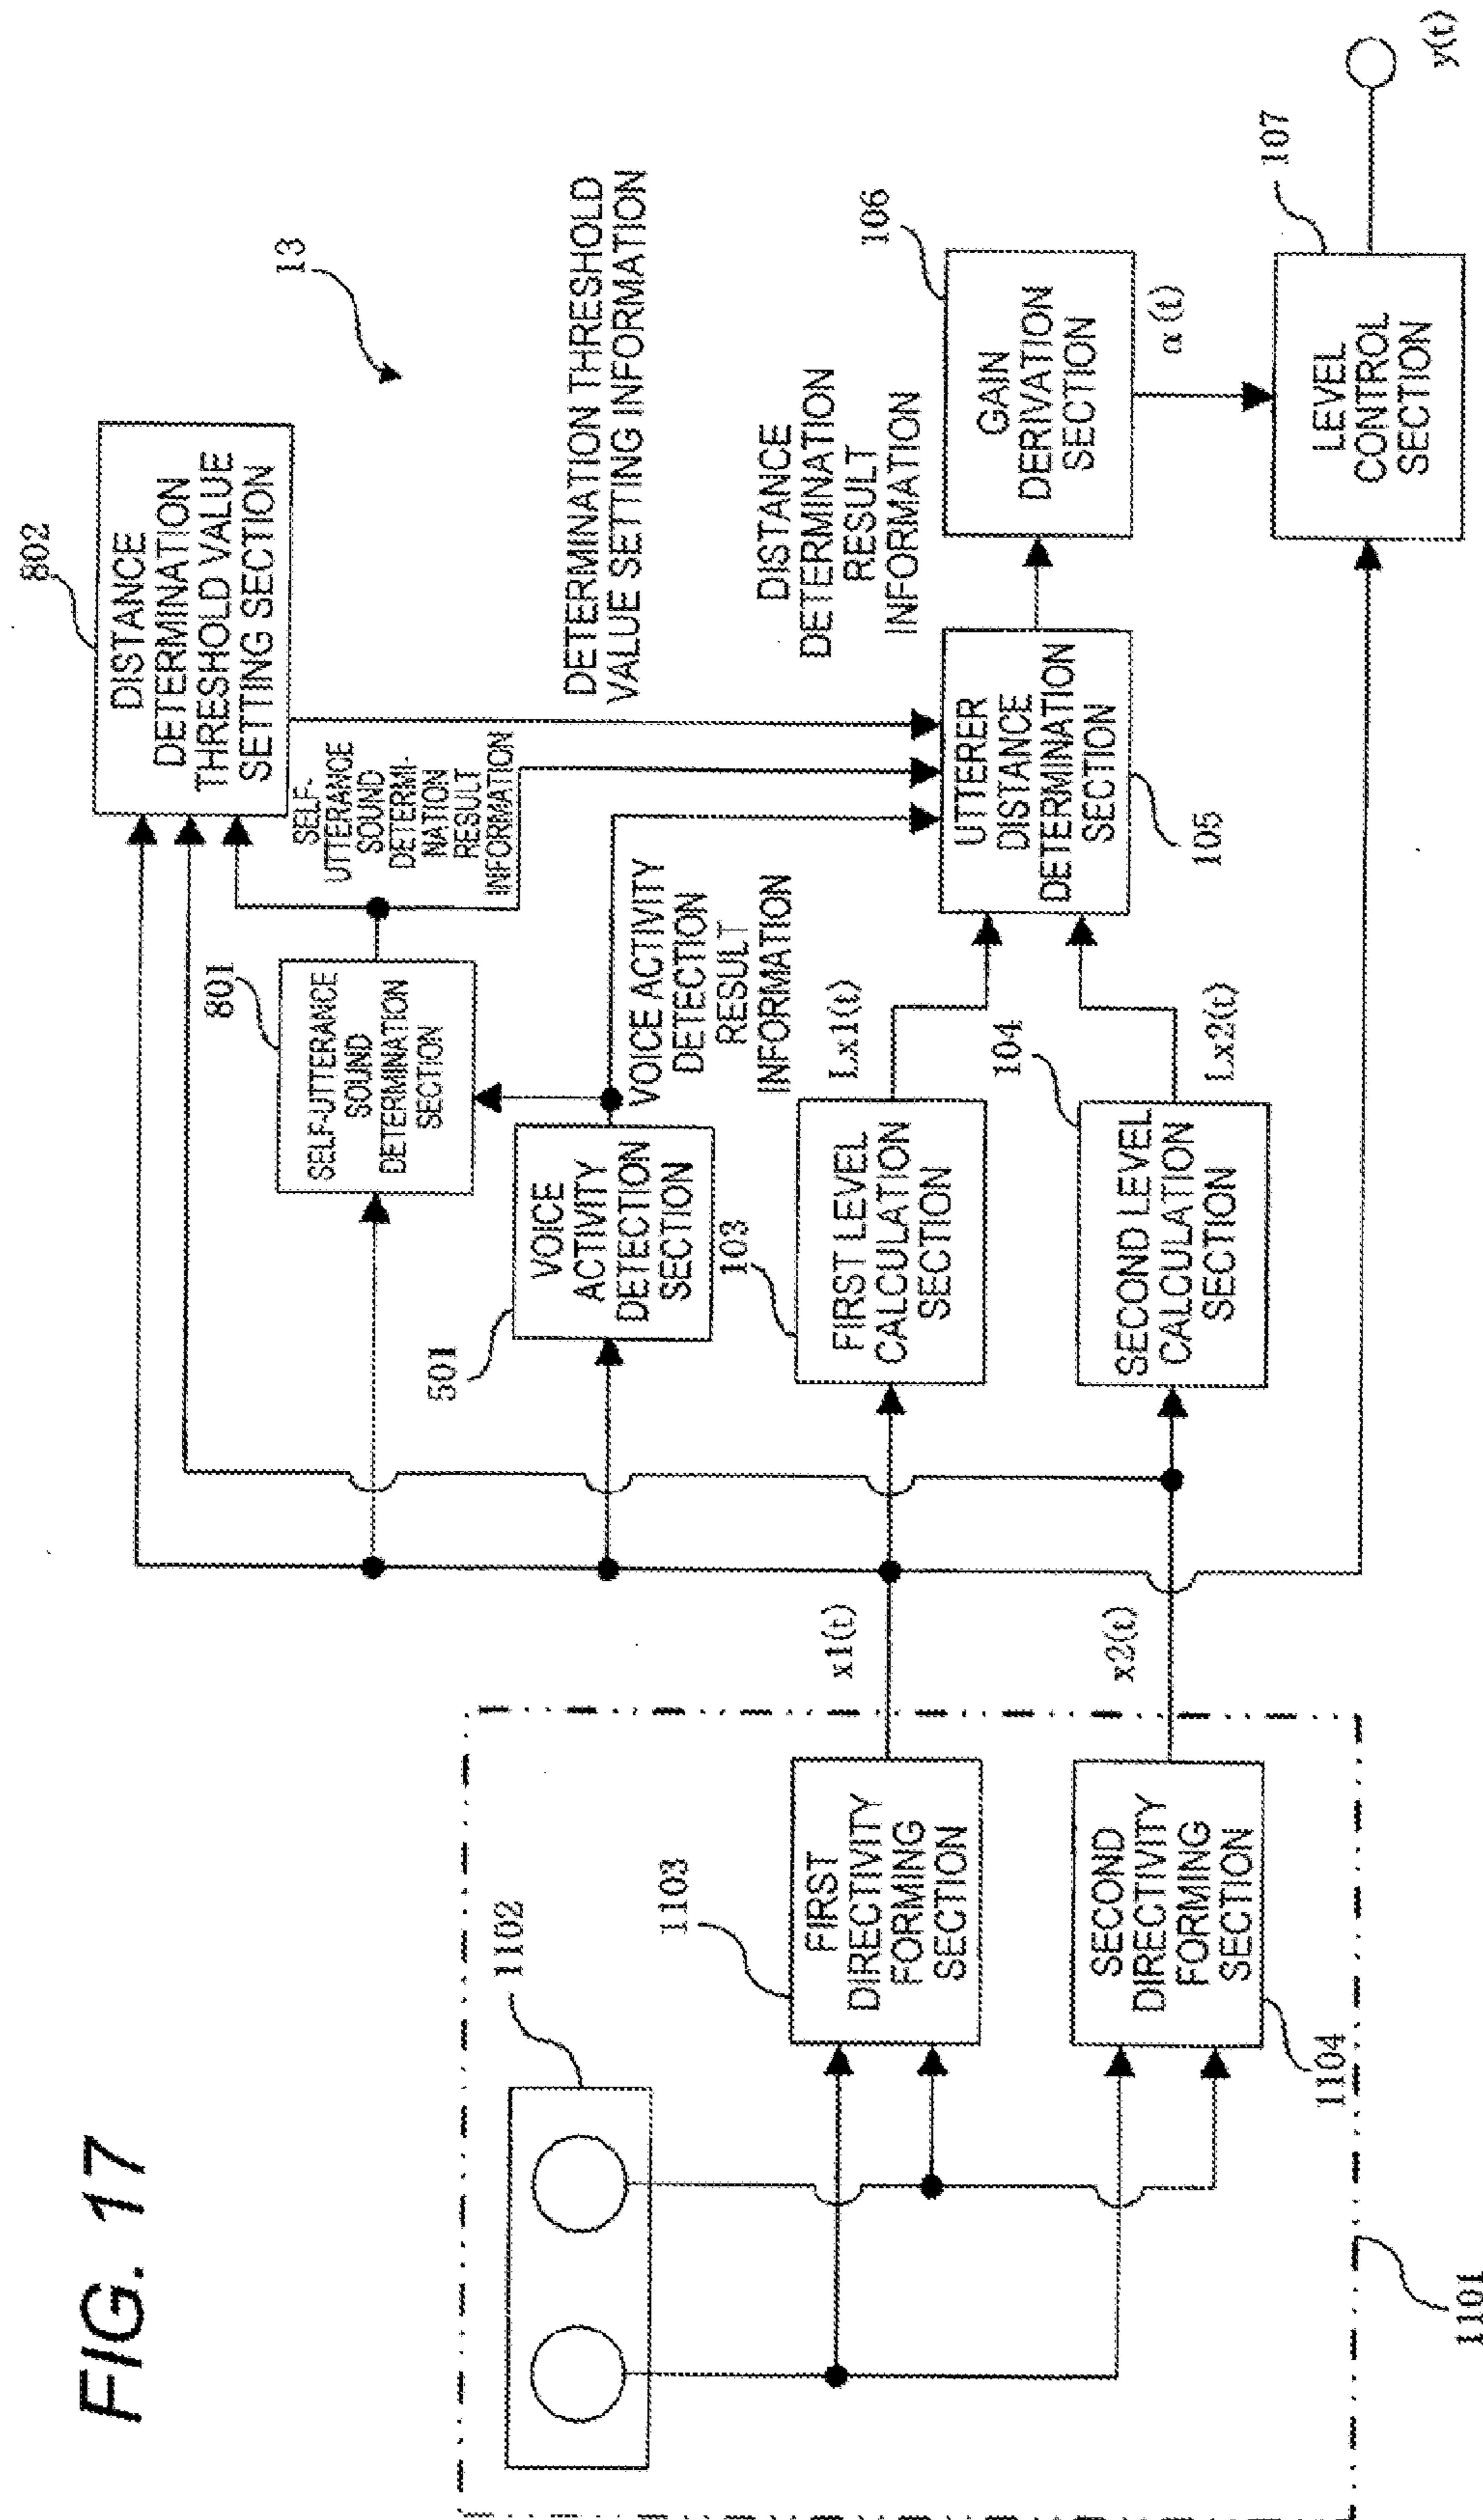 FIG. 17
1101
1102
1103
FIRST
DIRECTIVITY
FORMING
SECTION
1104
SECOND
DIRECTIVITY
FORMING
SECTION
x1(t)
x2(t)
13
802
DISTANCE
DETERMINATION
THRESHOLD VALUE
SETTING SECTION
801
SELF-UTTERANCE
SOUND
DETERMINATION
SECTION
SELF-
UTTERANCE
SOUND
DETERMI-
NATION
RESULT
INFORMATION
501
VOICE
ACTIVITY
DETECTION
SECTION
VOICE ACTIVITY
DETECTION
RESULT
INFORMATION
DETERMINATION THRESHOLD
VALUE SETTING INFORMATION
103
FIRST LEVEL
CALCULATION
SECTION
Lx1(t)
104
SECOND LEVEL
CALCULATION
SECTION
Lx2(t)
UTTERER
DISTANCE
DETERMINATION
SECTION
105
DISTANCE
DETERMINATION
RESULT
INFORMATION
106
GAIN
DERIVATION
SECTION
α(t)
107
LEVEL
CONTROL
SECTION
y(t)